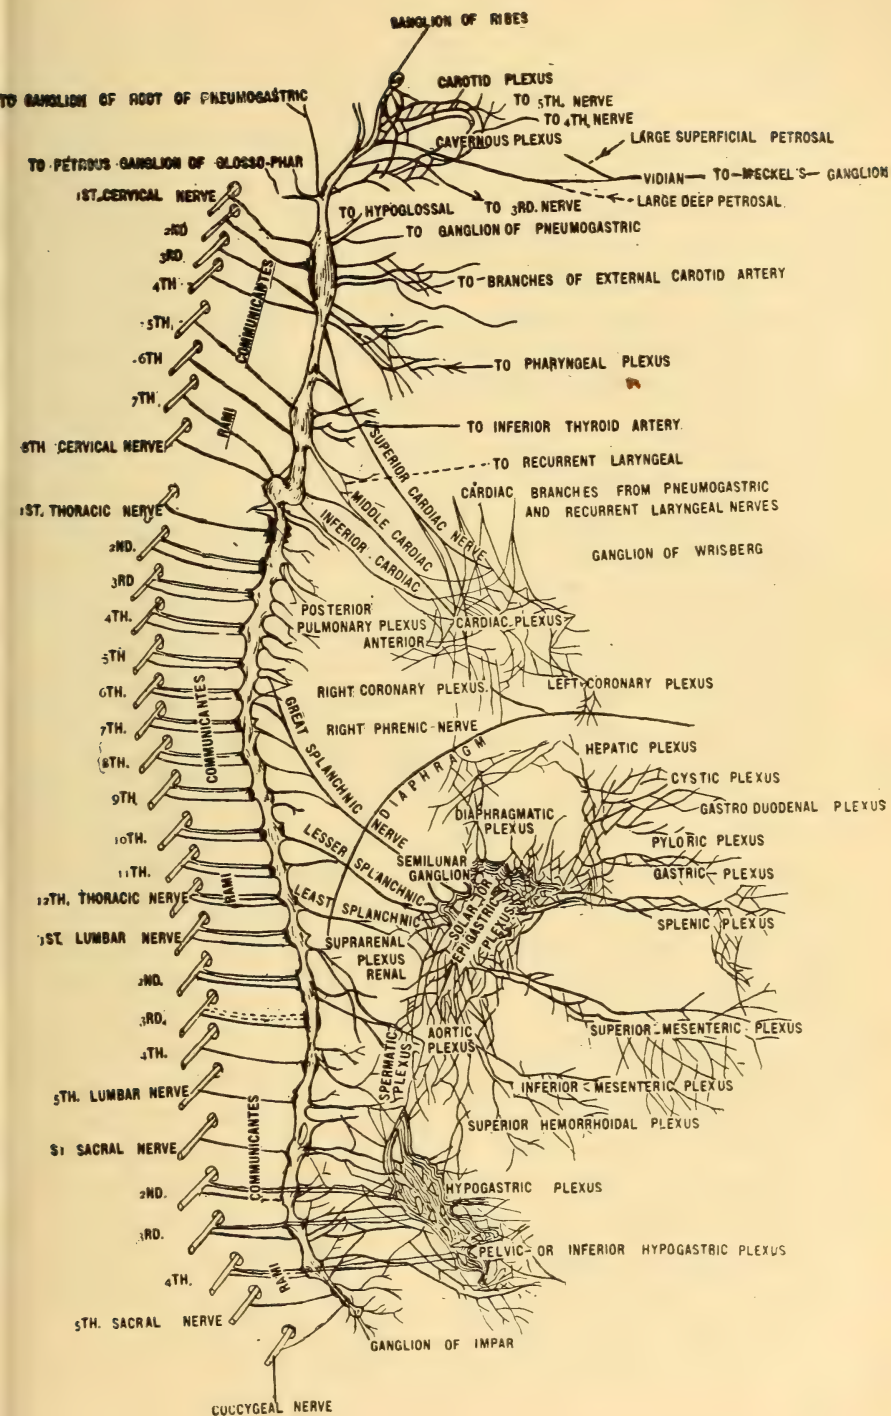 GANGLION OF RIBES
CAROTID PLEXUS
TO GANGLION OF ROOT OF PNEUMOGASTRIC
TO 5TH. NERVE
TO 4TH. NERVE
CAVERNOUS PLEXUS
LARGE SUPERFICIAL PETROSAL
TO PETROUS GANGLION OF GLOSSO-PHAR
VIDIAN
TO MECKEL'S GANGLION
1ST. CERVICAL NERVE
LARGE DEEP PETROSAL.
TO HYPOGLOSSAL
TO 3RD. NERVE
2ND
TO GANGLION OF PNEUMOGASTRIC
3RD.
4TH
TO BRANCHES OF EXTERNAL CAROTID ARTERY
COMMUNICANTES
5TH.
6TH
TO PHARYNGEAL PLEXUS
7TH.
RAMI
TO INFERIOR THYROID ARTERY.
8TH CERVICAL NERVE
SUPERIOR CARDIAC NERVE
TO RECURRENT LARYNGEAL
MIDDLE CARDIAC
INFERIOR CARDIAC
CARDIAC BRANCHES FROM PNEUMOGASTRIC
AND RECURRENT LARYNGEAL NERVES
1ST. THORACIC NERVE
GANGLION OF WRISBERG
2ND.
3RD
4TH.
POSTERIOR
PULMONARY PLEXUS
ANTERIOR
CARDIAC PLEXUS
5TH
6TH.
COMMUNICANTES
RIGHT CORONARY PLEXUS.
LEFT CORONARY PLEXUS
7TH.
GREAT SPLANCHNIC NERVE
RIGHT PHRENIC-NERVE
8TH.
DIAPHRAGM
HEPATIC PLEXUS
9TH.
CYSTIC PLEXUS
GASTRO DUODENAL PLEXUS
DIAPHRAGMATIC
PLEXUS
10TH.
LESSER SPLANCHNIC
PYLORIC PLEXUS
11TH.
SEMILUNAR
GANGLION
GASTRIC PLEXUS
RAMI
12TH. THORACIC NERVE
LEAST SPLANCHNIC
SOLAR OR
EPIGASTRIC
PLEXUS
SPLENIC PLEXUS
1ST. LUMBAR NERVE
SUPRARENAL
PLEXUS
RENAL
2ND.
3RD.
4TH.
AORTIC
PLEXUS
SUPERIOR-MESENTERIC-PLEXUS
SPERMATIC
PLEXUS
5TH. LUMBAR NERVE
INFERIOR-MESENTERIC PLEXUS
COMMUNICANTES
SUPERIOR HEMORRHOIDAL PLEXUS
S1 SACRAL NERVE
2ND.
HYPOGASTRIC PLEXUS
3RD.
PELVIC- OR INFERIOR HYPOGASTRIC PLEXUS
4TH.
RAMI
5TH. SACRAL NERVE
GANGLION OF IMPAR
COCCYGEAL NERVE